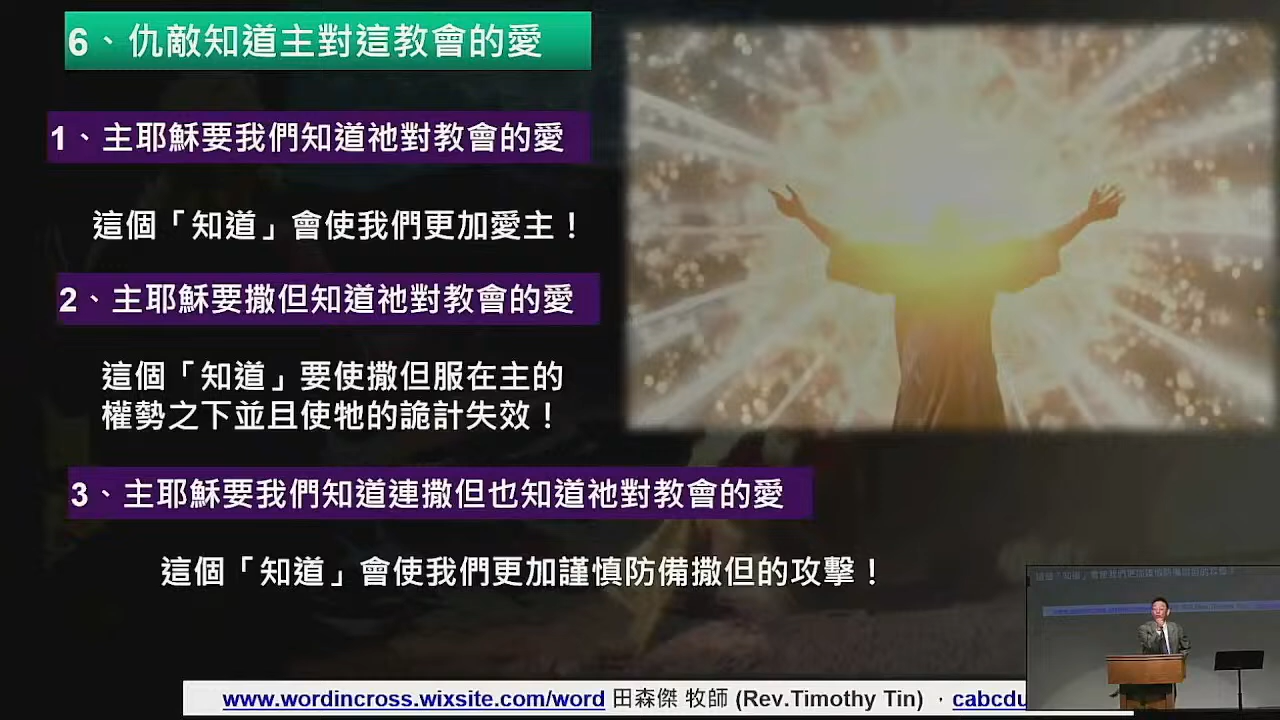 6、仇敵知道主對這教會的愛
1、主耶穌要我們知道祂對教會的愛
這個「知道」會使我們更加愛主！
2、主耶穌要撒但知道祂對教會的愛
這個「知道」要使撒但服在主的
權勢之下並且使牠的詭計失效！
3、主耶穌要我們知道連撒但也知道祂對教會的愛
這個「知道」會使我們更加謹慎防備撒但的攻擊！
www.wordincross.wixsite.com/word 田森傑 牧師 (Rev.Timothy Tin) ，cabcdu